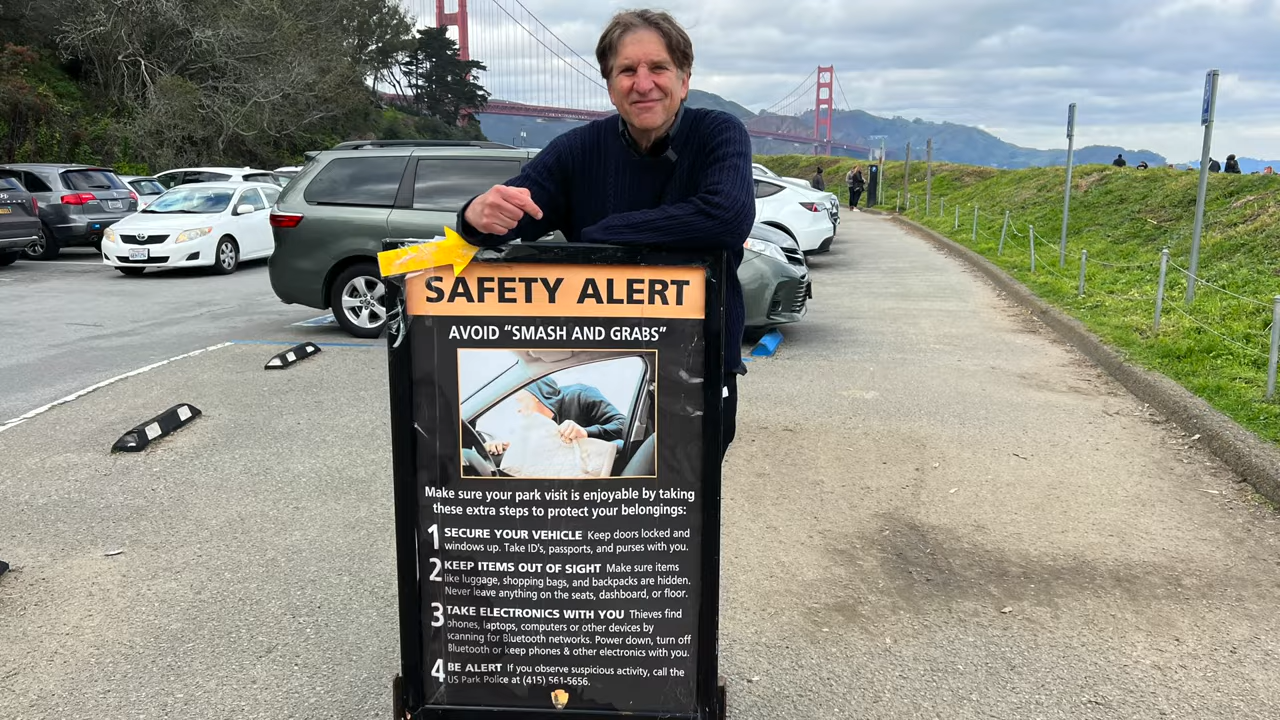 SAFETY ALERT
AVOID "SMASH AND GRABS"
Make sure your park visit is enjoyable by taking
these extra steps to protect your belongings:
1 SECURE YOUR VEHICLE Keep doors locked and
windows up. Take ID's, passports, and purses with you.
2 KEEP ITEMS OUT OF SIGHT Make sure items
like luggage, shopping bags, and backpacks are hidden.
Never leave anything on the seats, dashboard, or floor.
3 TAKE ELECTRONICS WITH YOU Thieves find
phones, laptops, computers or other devices by
scanning for Bluetooth networks. Power down, turn off
Bluetooth or keep phones & other electronics with you.
4 BE ALERT If you observe suspicious activity, call the
US Park Police at (415) 561-5656.